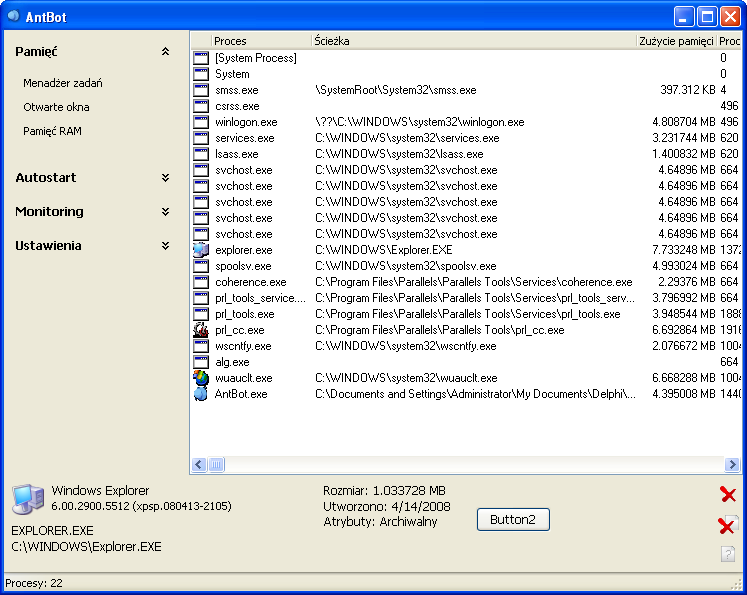 AntBot
Pamięć
Menadżer zadań
Otwarte okna
Pamięć RAM
Autostart
Monitoring
Ustawienia
Proces Ścieżka Zużycie pamięci Proc
[System Process] 0
System 0
smss.exe \SystemRoot\System32\smss.exe 397.312 KB 4
csrss.exe 496
winlogon.exe \??\C:\WINDOWS\system32\winlogon.exe 4.808704 MB 496
services.exe C:\WINDOWS\system32\services.exe 3.231744 MB 620
lsass.exe C:\WINDOWS\system32\lsass.exe 1.400832 MB 620
svchost.exe C:\WINDOWS\system32\svchost.exe 4.64896 MB 664
svchost.exe C:\WINDOWS\system32\svchost.exe 4.64896 MB 664
svchost.exe C:\WINDOWS\system32\svchost.exe 4.64896 MB 664
svchost.exe C:\WINDOWS\system32\svchost.exe 4.64896 MB 664
svchost.exe C:\WINDOWS\system32\svchost.exe 4.64896 MB 664
explorer.exe C:\WINDOWS\Explorer.EXE 7.733248 MB 1372
spoolsv.exe C:\WINDOWS\system32\spoolsv.exe 4.993024 MB 664
coherence.exe C:\Program Files\Parallels\Parallels Tools\Services\coherence.exe 2.29376 MB 664
prl_tools_service.... C:\Program Files\Parallels\Parallels Tools\Services\prl_tools_serv... 3.796992 MB 664
prl_tools.exe C:\Program Files\Parallels\Parallels Tools\Services\prl_tools.exe 3.948544 MB 1888
prl_cc.exe C:\Program Files\Parallels\Parallels Tools\prl_cc.exe 6.692864 MB 1916
wscntfy.exe C:\WINDOWS\system32\wscntfy.exe 2.076672 MB 1004
alg.exe 664
wuauclt.exe C:\WINDOWS\system32\wuauclt.exe 6.668288 MB 1004
AntBot.exe C:\Documents and Settings\Administrator\My Documents\Delphi\... 4.395008 MB 1440
Windows Explorer
6.00.2900.5512 (xpsp.080413-2105)
EXPLORER.EXE
C:\WINDOWS\Explorer.EXE
Rozmiar: 1.033728 MB
Utworzono: 4/14/2008
Atrybuty: Archiwalny
Button2
Procesy: 22